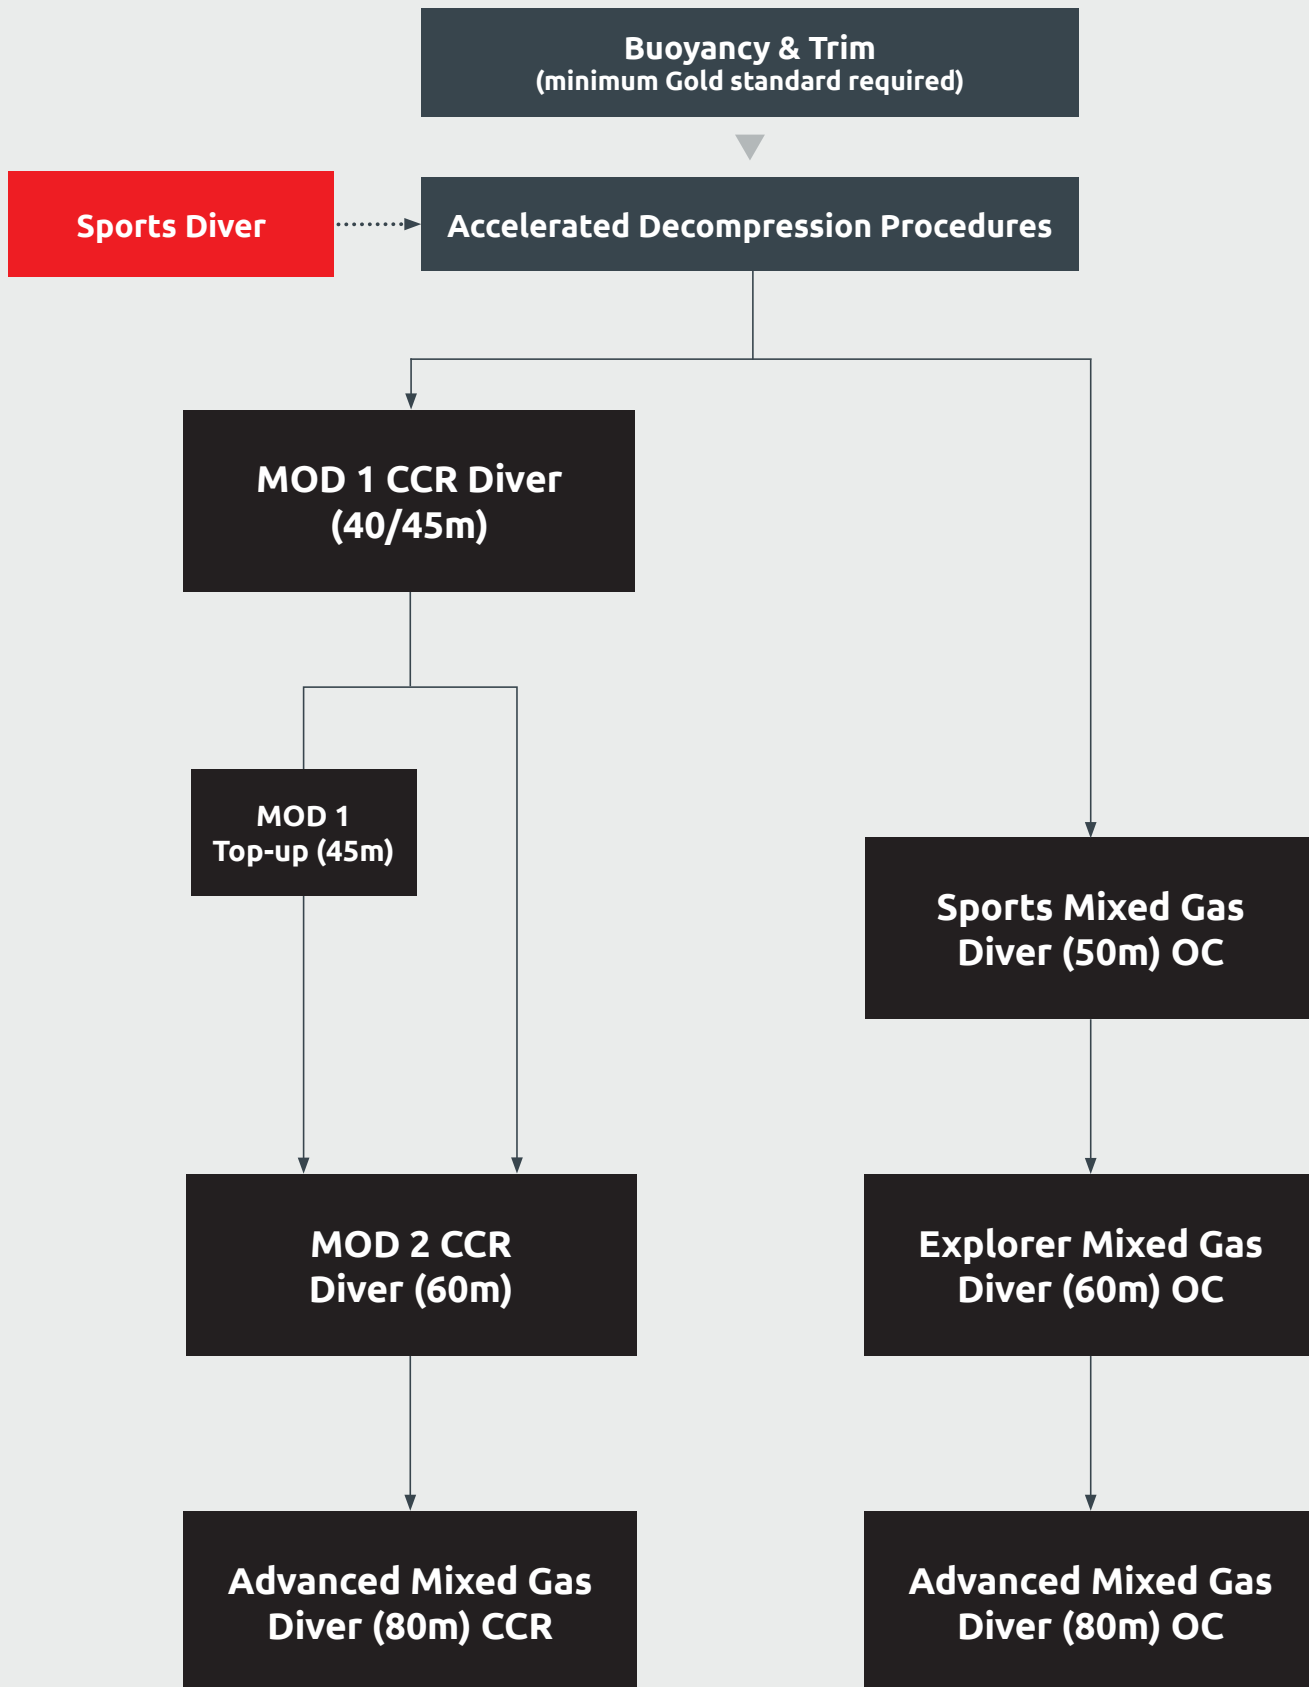 Buoyancy & Trim
(minimum Gold standard required)
Sports Diver
Accelerated Decompression Procedures
MOD 1 CCR Diver
(40/45m)
MOD 1
Top-up (45m)
Sports Mixed Gas
Diver (50m) OC
MOD 2 CCR
Diver (60m)
Explorer Mixed Gas
Diver (60m) OC
Advanced Mixed Gas
Diver (80m) CCR
Advanced Mixed Gas
Diver (80m) OC